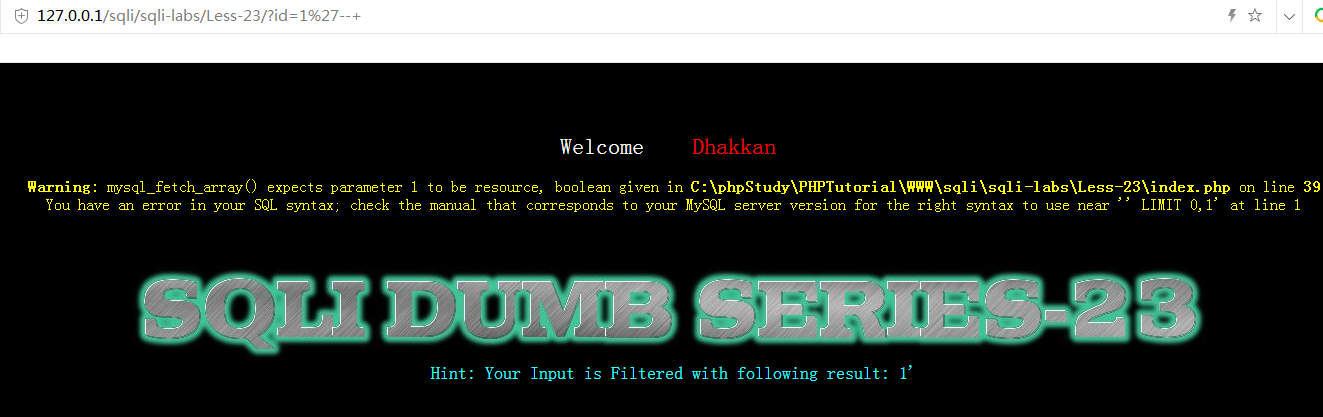 127.0.0.1/sqli/sqli-labs/Less-23/?id=1%27--+
Welcome Dhakkan
Warning: mysql_fetch_array() expects parameter 1 to be resource, boolean given in C:\phpStudy\PHPTutorial\WWW\sqli\sqli-labs\Less-23\index.php on line 39
You have an error in your SQL syntax; check the manual that corresponds to your MySQL server version for the right syntax to use near '' LIMIT 0,1' at line 1
SQLI DUMB SERIES-23
Hint: Your Input is Filtered with following result: 1'